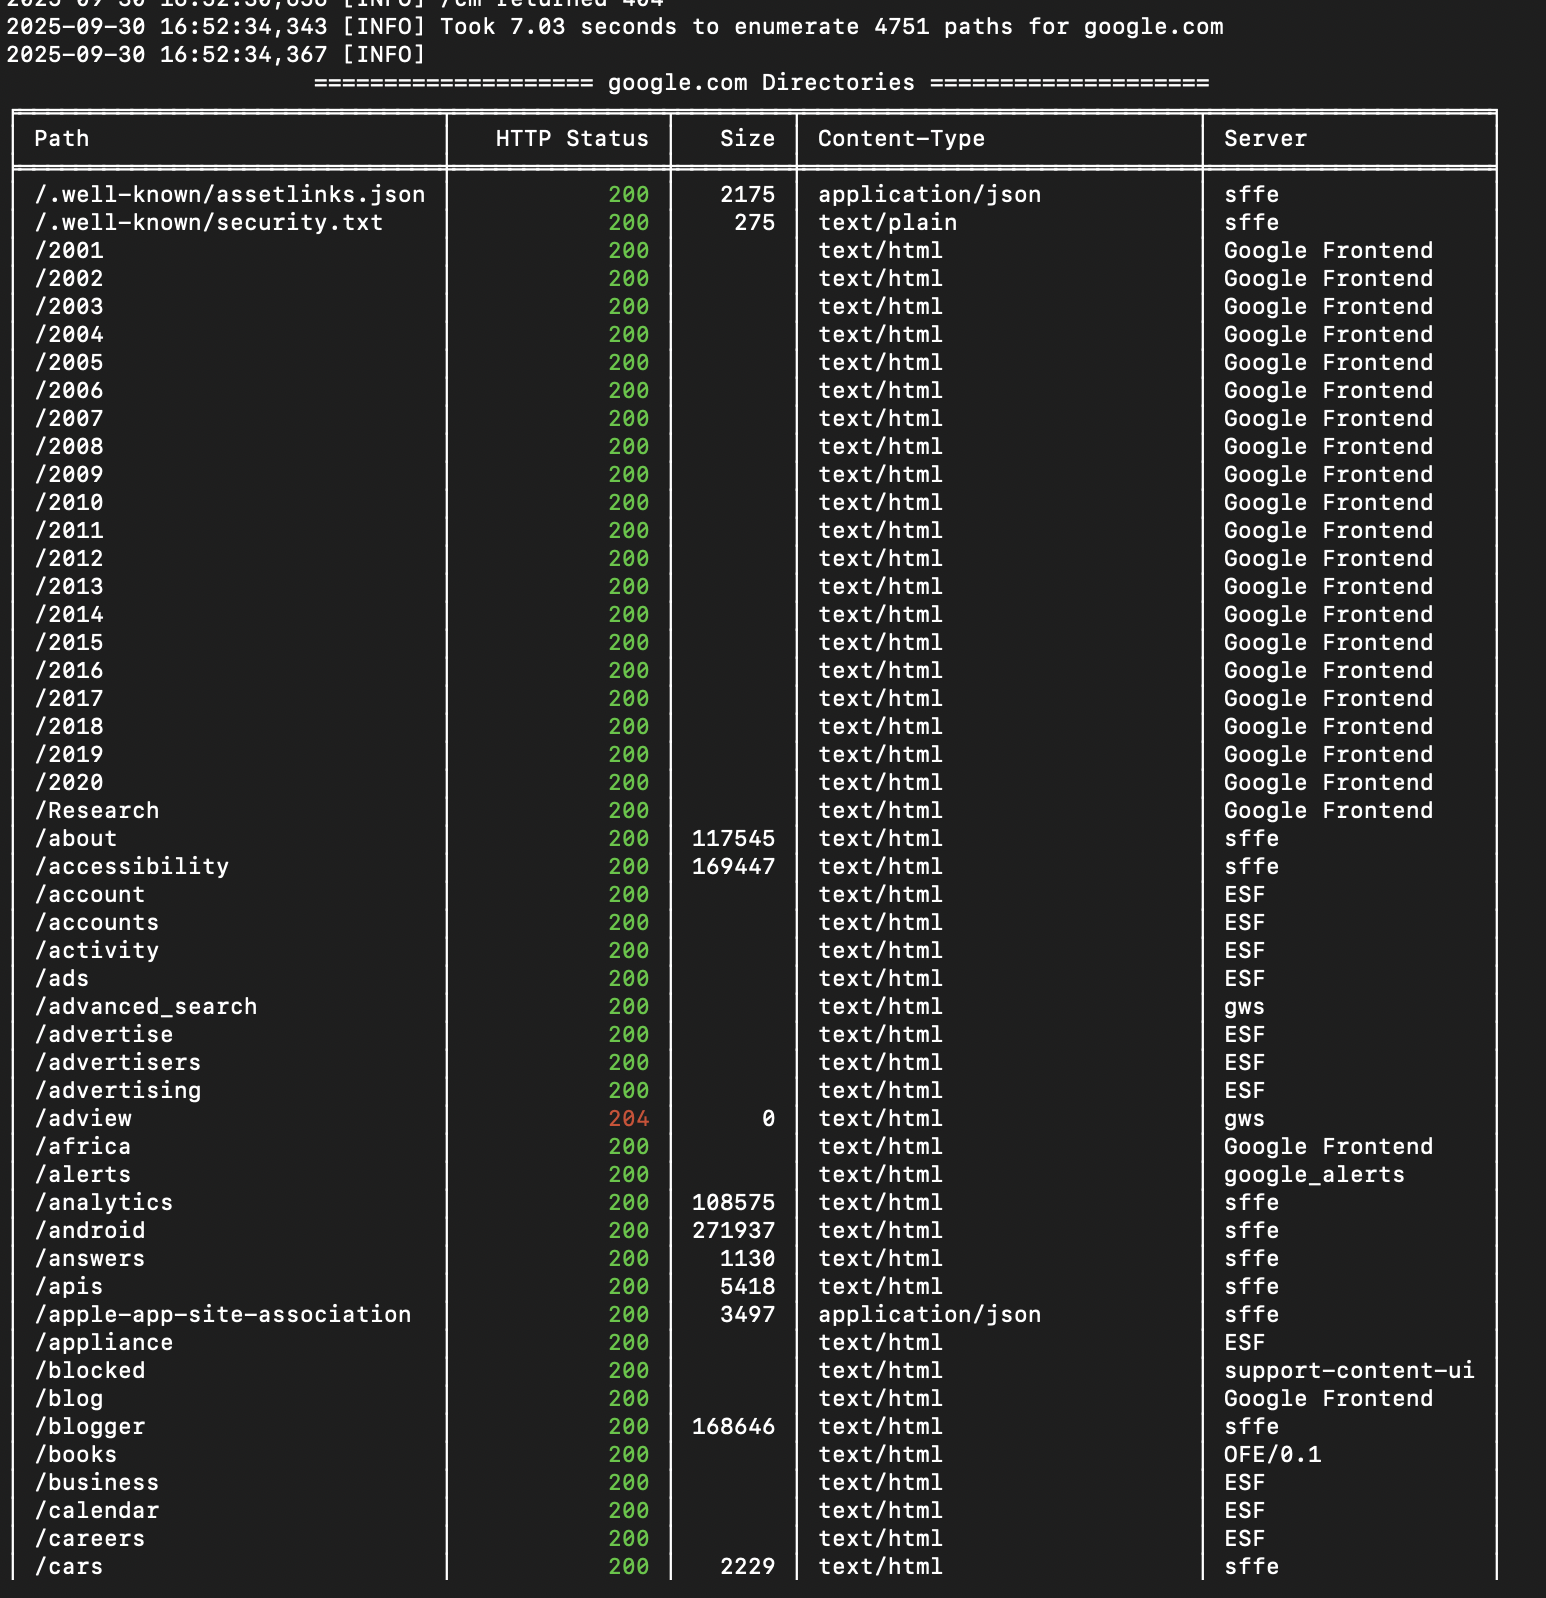 2025-09-30 16:52:30,636 [INFO] /cm returned 404
2025-09-30 16:52:34,343 [INFO] Took 7.03 seconds to enumerate 4751 paths for google.com
2025-09-30 16:52:34,367 [INFO]
==================== google.com Directories ====================
Path HTTP Status Size Content-Type Server
/.well-known/assetlinks.json 200 2175 application/json sffe
/.well-known/security.txt 200 275 text/plain sffe
/2001 200 text/html Google Frontend
/2002 200 text/html Google Frontend
/2003 200 text/html Google Frontend
/2004 200 text/html Google Frontend
/2005 200 text/html Google Frontend
/2006 200 text/html Google Frontend
/2007 200 text/html Google Frontend
/2008 200 text/html Google Frontend
/2009 200 text/html Google Frontend
/2010 200 text/html Google Frontend
/2011 200 text/html Google Frontend
/2012 200 text/html Google Frontend
/2013 200 text/html Google Frontend
/2014 200 text/html Google Frontend
/2015 200 text/html Google Frontend
/2016 200 text/html Google Frontend
/2017 200 text/html Google Frontend
/2018 200 text/html Google Frontend
/2019 200 text/html Google Frontend
/2020 200 text/html Google Frontend
/Research 200 text/html Google Frontend
/about 200 117545 text/html sffe
/accessibility 200 169447 text/html sffe
/account 200 text/html ESF
/accounts 200 text/html ESF
/activity 200 text/html ESF
/ads 200 text/html ESF
/advanced_search 200 text/html gws
/advertise 200 text/html ESF
/advertisers 200 text/html ESF
/advertising 200 text/html ESF
/adview 204 0 text/html gws
/africa 200 text/html Google Frontend
/alerts 200 text/html google_alerts
/analytics 200 108575 text/html sffe
/android 200 271937 text/html sffe
/answers 200 1130 text/html sffe
/apis 200 5418 text/html sffe
/apple-app-site-association 200 3497 application/json sffe
/appliance 200 text/html ESF
/blocked 200 text/html support-content-ui
/blog 200 text/html Google Frontend
/blogger 200 168646 text/html sffe
/books 200 text/html OFE/0.1
/business 200 text/html ESF
/calendar 200 text/html ESF
/careers 200 text/html ESF
/cars 200 2229 text/html sffe